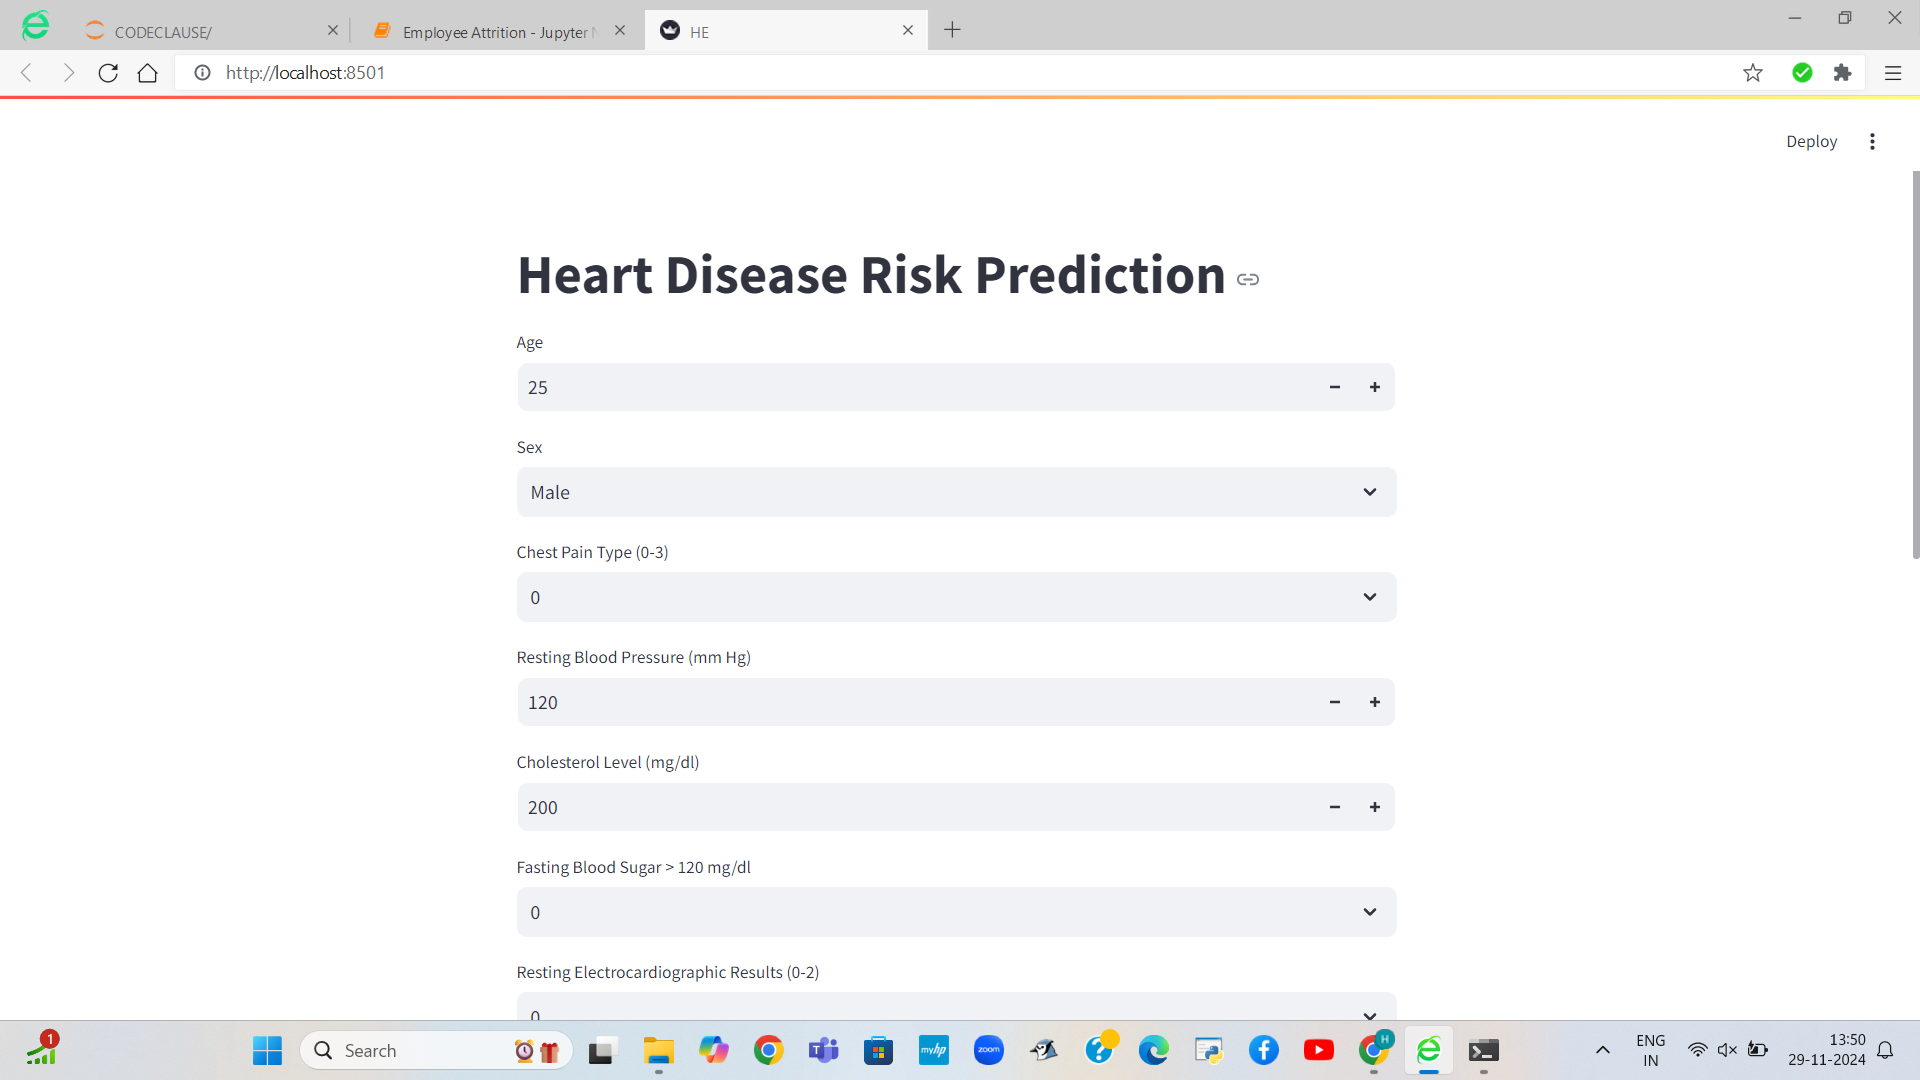 CODECLAUSE/
Employee Attrition - Jupyter N
HE
http://localhost:8501
Deploy
Heart Disease Risk Prediction
Age
25
Sex
Male
Chest Pain Type (0-3)
0
Resting Blood Pressure (mm Hg)
120
Cholesterol Level (mg/dl)
200
Fasting Blood Sugar > 120 mg/dl
0
Resting Electrocardiographic Results (0-2)
0
1
Search
T
myhp
zoom
?
H
ENG
IN
13:50
29-11-2024